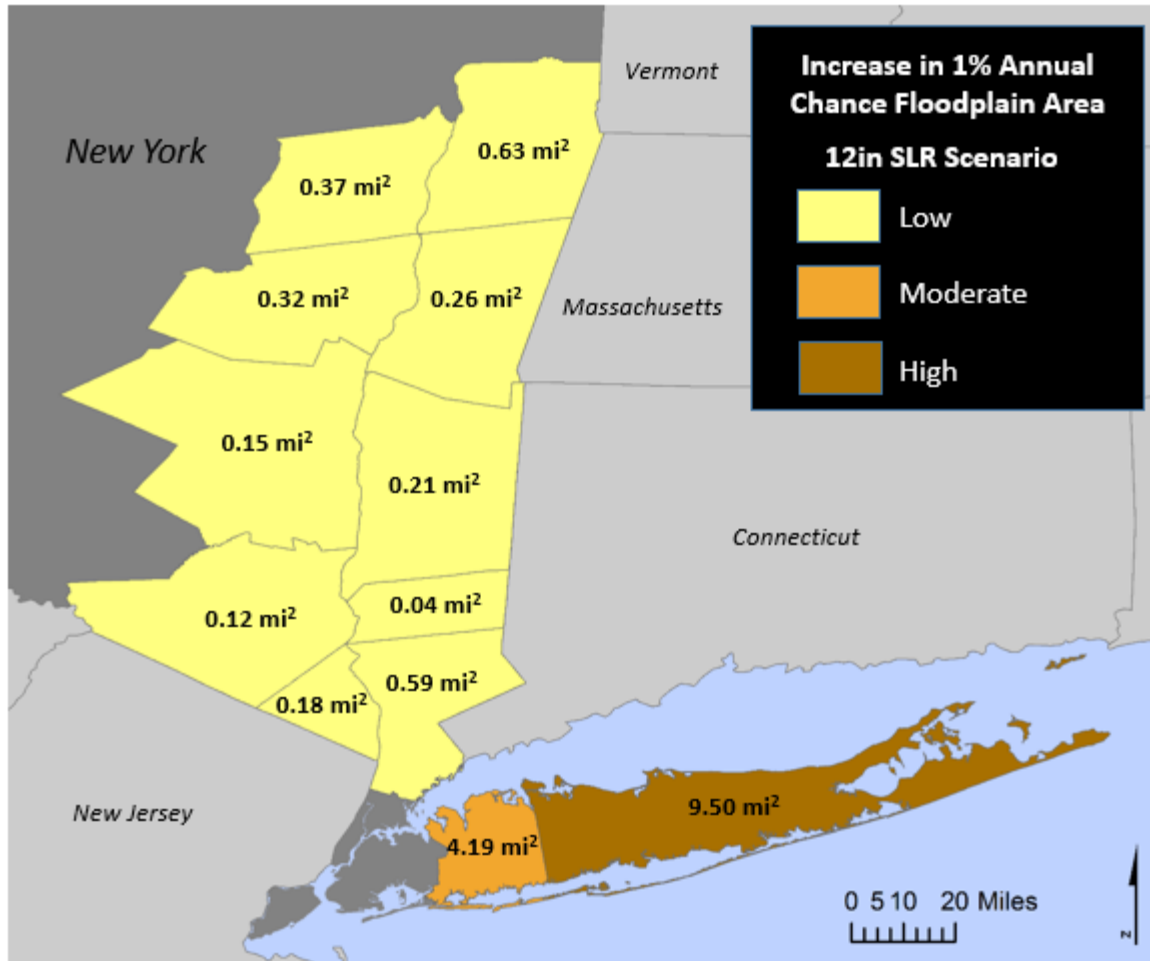 Vermont
Increase in 1% Annual
Chance Floodplain Area
12in SLR Scenario
Low
Moderate
High
New York
0.63 mi²
0.37 mi²
0.32 mi²
0.26 mi²
Massachusetts
0.15 mi²
0.21 mi²
Connecticut
0.12 mi²
0.04 mi²
0.59 mi²
0.18 mi²
New Jersey
9.50 mi²
4.19 mi²
0 5 10 20 Miles
N